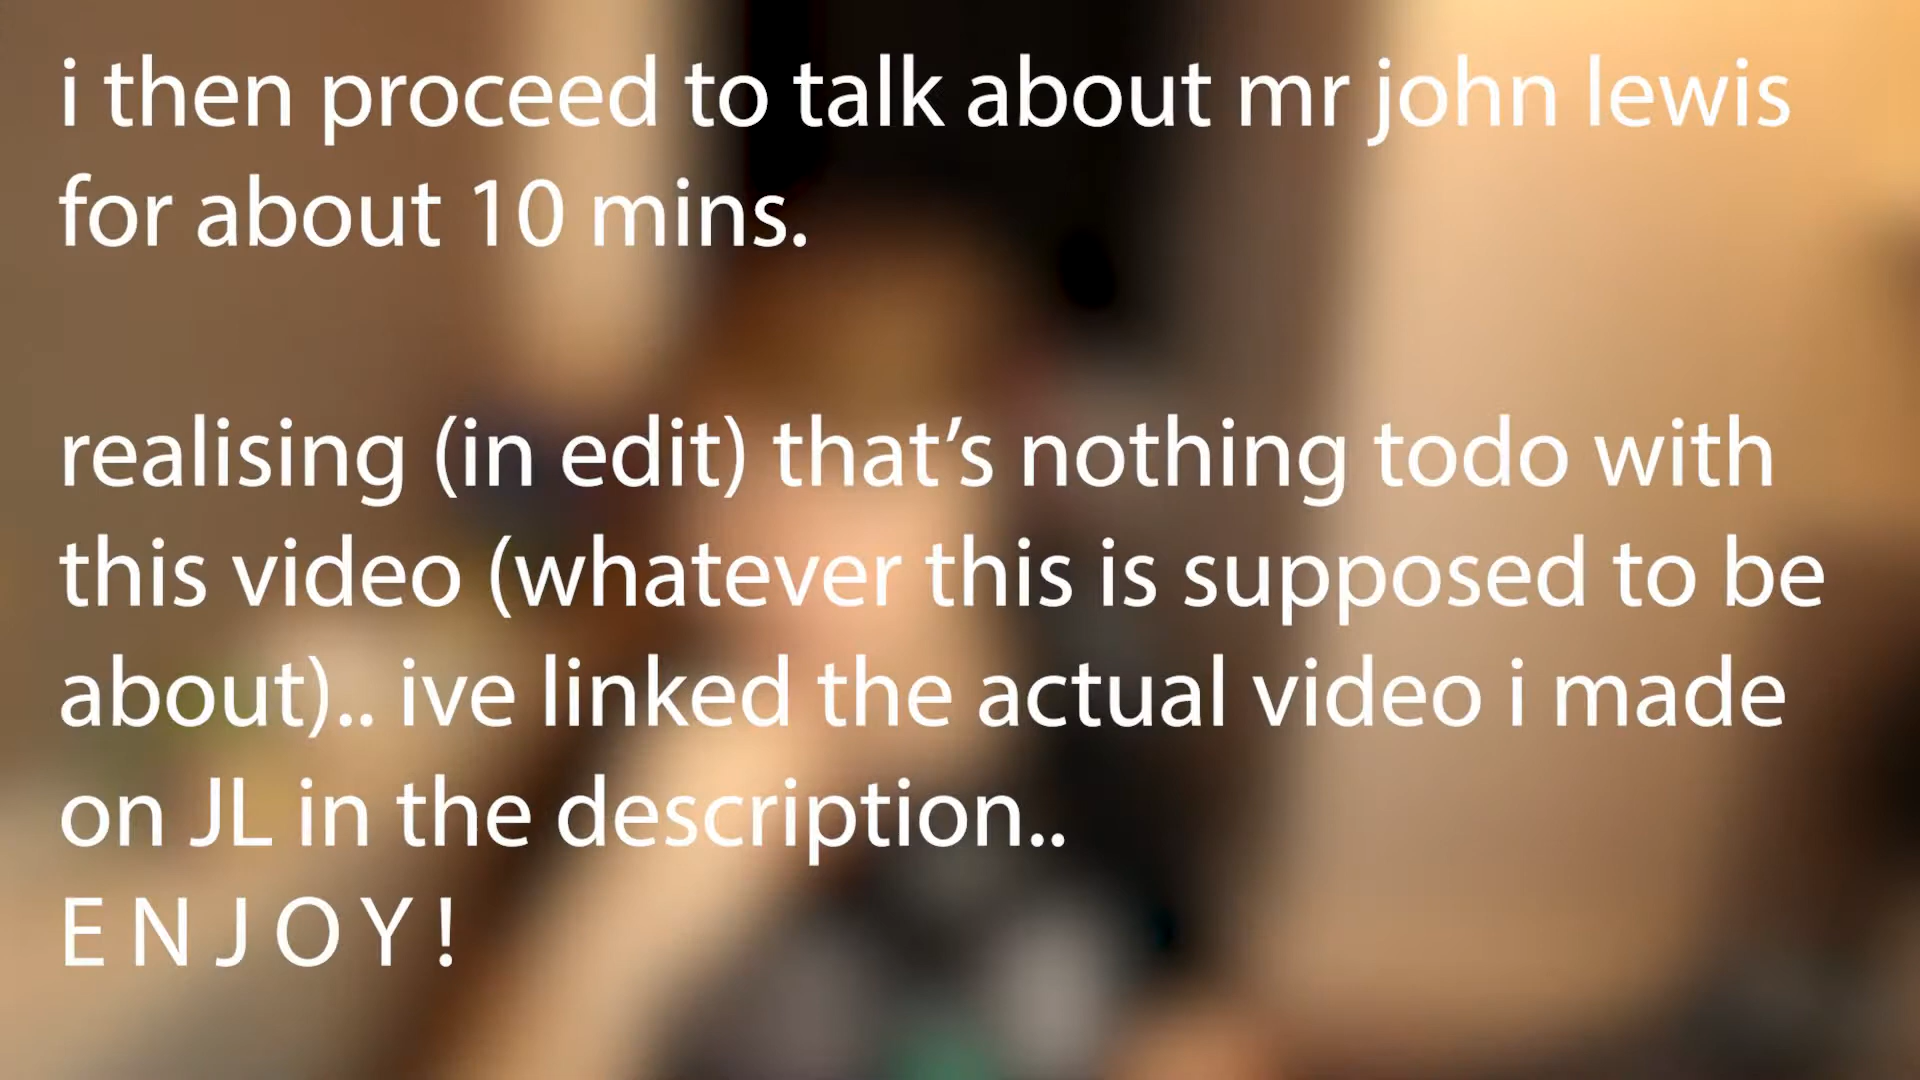 i then proceed to talk about mr john lewis
for about 10 mins.
realising (in edit) that’s nothing todo with
this video (whatever this is supposed to be
about).. ive linked the actual video i made
on JL in the description..
E N J O Y !